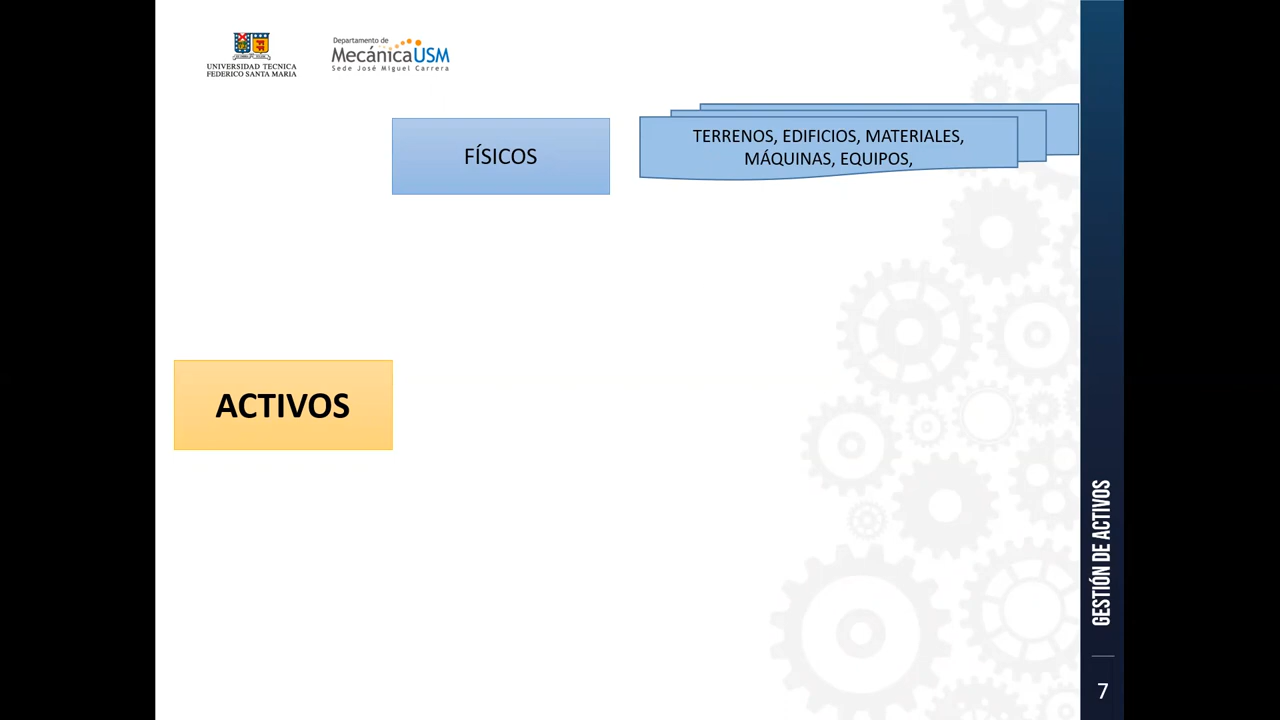 UNIVERSIDAD TECNICA
FEDERICO SANTA MARIA
Departamento de
MecánicaUSM
Sede José Miguel Carrera
FÍSICOS
TERRENOS, EDIFICIOS, MATERIALES,
MÁQUINAS, EQUIPOS,
ACTIVOS
GESTIÓN DE ACTIVOS
7